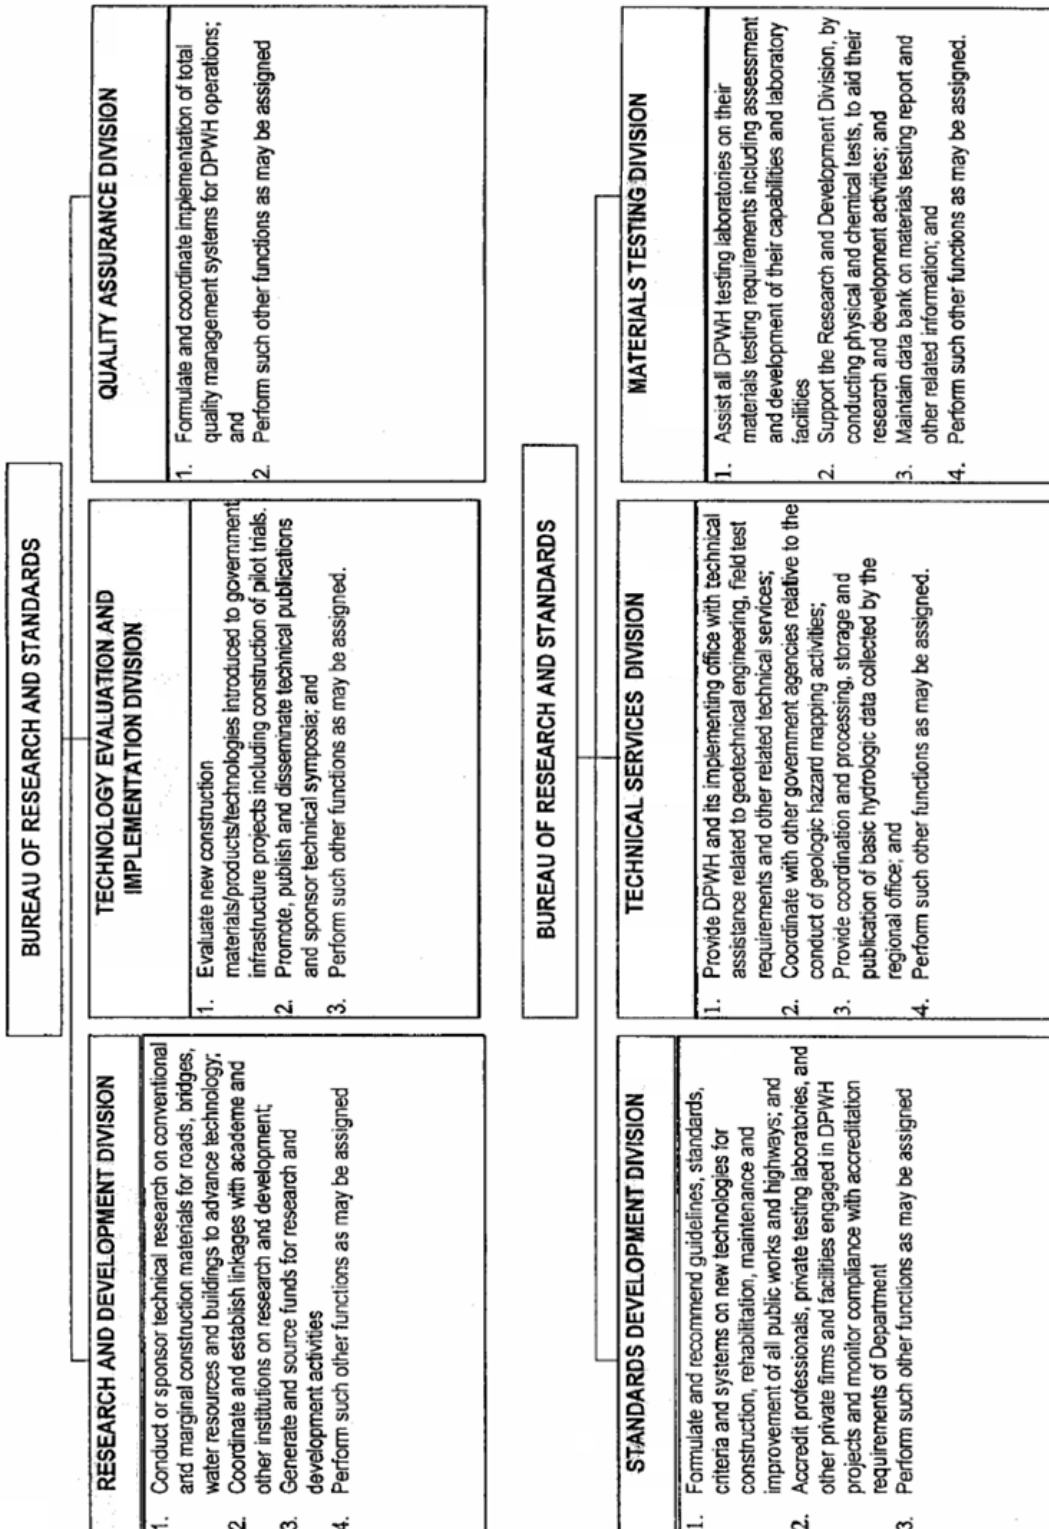 BUREAU OF RESEARCH AND STANDARDS
RESEARCH AND DEVELOPMENT DIVISION
1. Conduct or sponsor technical research on conventional
and marginal construction materials for roads, bridges,
water resources and buildings to advance technology;
2. Coordinate and establish linkages with academe and
other institutions on research and development;
3. Generate and source funds for research and
development activities
4. Perform such other functions as may be assigned
TECHNOLOGY EVALUATION AND
IMPLEMENTATION DIVISION
1. Evaluate new construction
materials/products/technologies introduced to government
infrastructure projects including construction of pilot trials.
2. Promote, publish and disseminate technical publications
and sponsor technical symposia; and
3. Perform such other functions as may be assigned.
QUALITY ASSURANCE DIVISION
1. Formulate and coordinate implementation of total
quality management systems for DPWH operations;
and
2. Perform such other functions as may be assigned
BUREAU OF RESEARCH AND STANDARDS
STANDARDS DEVELOPMENT DIVISION
1. Formulate and recommend guidelines, standards,
criteria and systems on new technologies for
construction, rehabilitation, maintenance and
improvement of all public works and highways; and
2. Accredit professionals, private testing laboratories, and
other private firms and facilities engaged in DPWH
projects and monitor compliance with accreditation
requirements of Department
3. Perform such other functions as may be assigned
TECHNICAL SERVICES DIVISION
1. Provide DPWH and its implementing office with technical
assistance related to geotechnical engineering, field test
requirements and other related technical services;
2. Coordinate with other government agencies relative to the
conduct of geologic hazard mapping activities;
3. Provide coordination and processing, storage and
publication of basic hydrologic data collected by the
regional office; and
4. Perform such other functions as may be assigned.
MATERIALS TESTING DIVISION
1. Assist all DPWH testing laboratories on their
materials testing requirements including assessment
and development of their capabilities and laboratory
facilities
2. Support the Research and Development Division, by
conducting physical and chemical tests, to aid their
research and development activities; and
3. Maintain data bank on materials testing report and
other related information; and
4. Perform such other functions as may be assigned.